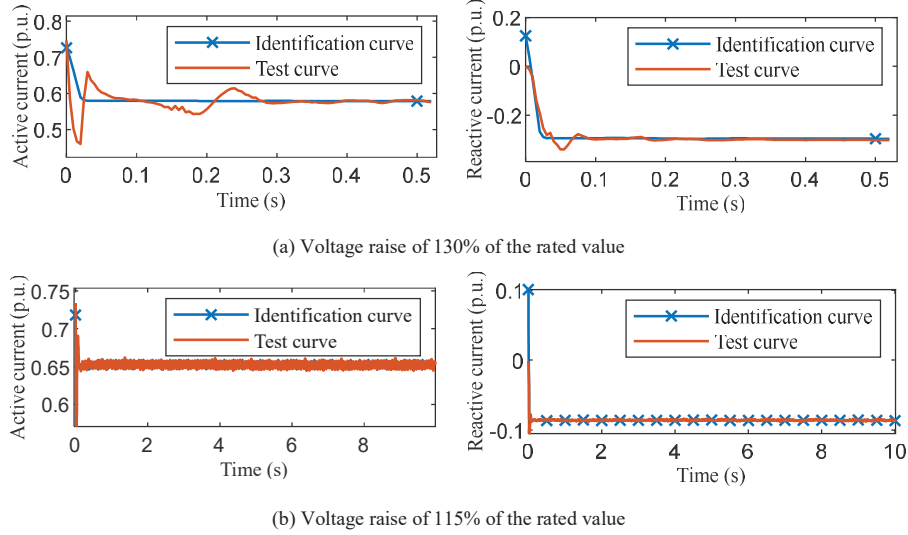 Active current (p.u.)
0.8
0.7
0.6
0.5
Identification curve
Test curve
0
0.1
0.2
0.3
0.4
0.5
Time (s)
Reactive current (p.u.)
0.2
0
-0.2
Identification curve
Test curve
0
0.1
0.2
0.3
0.4
0.5
Time (s)
(a) Voltage raise of 130% of the rated value
Active current (p.u.)
0.75
0.7
0.65
0.6
Identification curve
Test curve
0
2
4
6
8
Time (s)
Reactive current (p.u.)
0.1
0
-0.1
Identification curve
Test curve
0
2
4
6
8
10
Time (s)
(b) Voltage raise of 115% of the rated value